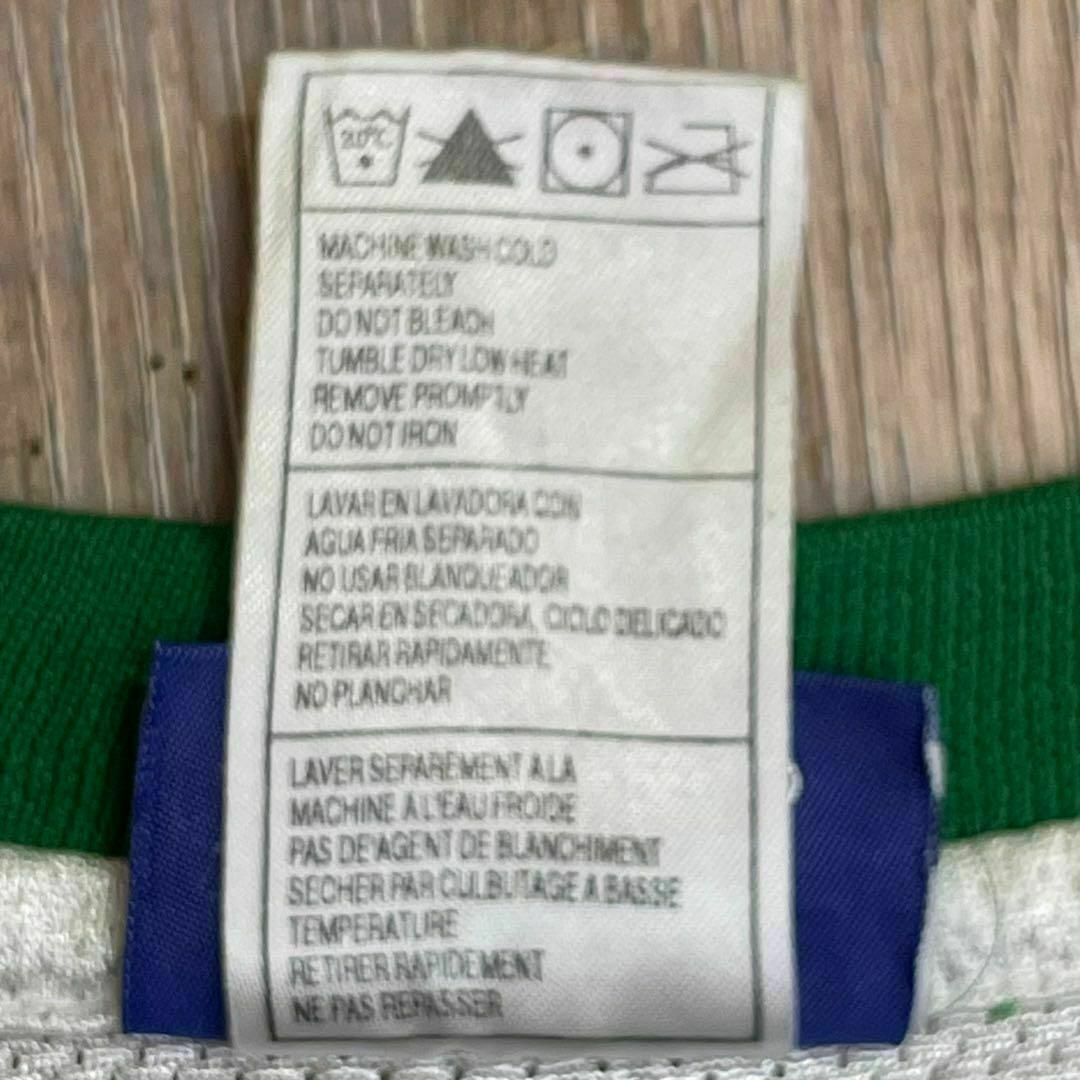 MACHINE WASH COLD
SEPARATELY
DO NOT BLEACH
TUMBLE DRY LOW HEAT
REMOVE PROMPTLY
DO NOT IRON
LAVAR EN LAVADORA CON
AGUA FRIA SEPARADO
NO USAR BLANQUEADOR
SECAR EN SECADORA, CICLO DELICADO
RETIRAR RAPIDAMENTE
NO PLANCHAR
LAVER SEPAREMENT A LA
MACHINE A L'EAU FROIDE
PAS DE'AGENT DE BLANCHIMENT
SECHER PAR CULBUTAGE A BASSE
TEMPERATURE
RETIRER RAPIDEMENT
NE PAS REPASSER